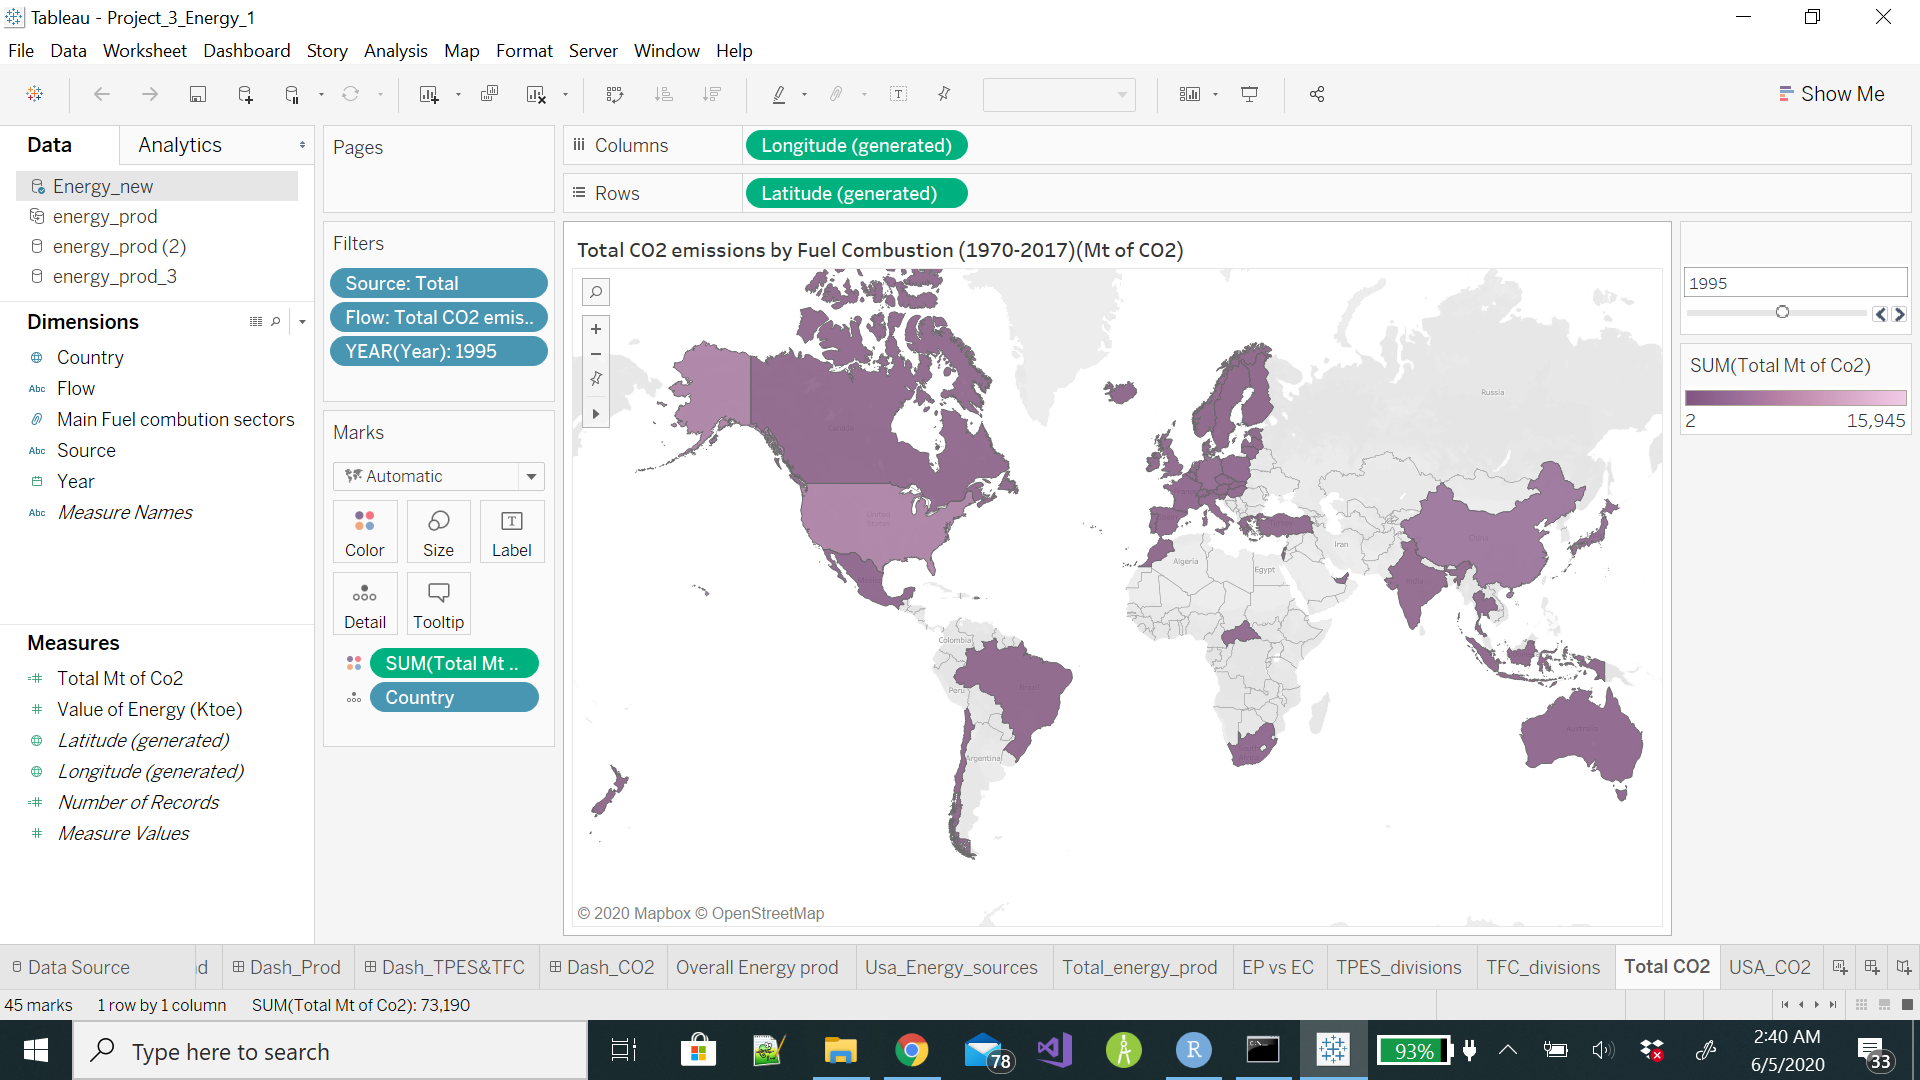 Tableau - Project_3_Energy_1
File Data Worksheet Dashboard Story Analysis Map Format Server Window Help
Show Me
Data
Analytics
Energy_new
energy_prod
energy_prod (2)
energy_prod_3
Dimensions
Country
Abc Flow
Main Fuel combution sectors
Abc Source
Year
Abc Measure Names
Measures
Total Mt of Co2
Value of Energy (Ktoe)
Latitude (generated)
Longitude (generated)
Number of Records
Measure Values
Pages
Filters
Source: Total
Flow: Total CO2 emis..
YEAR(Year): 1995
Marks
Automatic
Color
Size
Label
Detail
Tooltip
SUM(Total Mt ..
Country
Columns
Longitude (generated)
Rows
Latitude (generated)
Total CO2 emissions by Fuel Combustion (1970-2017)(Mt of CO2)
Canada
United States
Mexico
Colombia
Peru
Brazil
Argentina
Algeria
Egypt
Iran
Russia
China
India
Australia
© 2020 Mapbox © OpenStreetMap
1995
SUM(Total Mt of Co2)
2
15,945
Data Source
d
Dash_Prod
Dash_TPES&TFC
Dash_CO2
Overall Energy prod
Usa_Energy_sources
Total_energy_prod
EP vs EC
TPES_divisions
TFC_divisions
Total CO2
USA_CO2
45 marks
1 row by 1 column
SUM(Total Mt of Co2): 73,190
Type here to search
78
R
93%
2:40 AM
6/5/2020
33